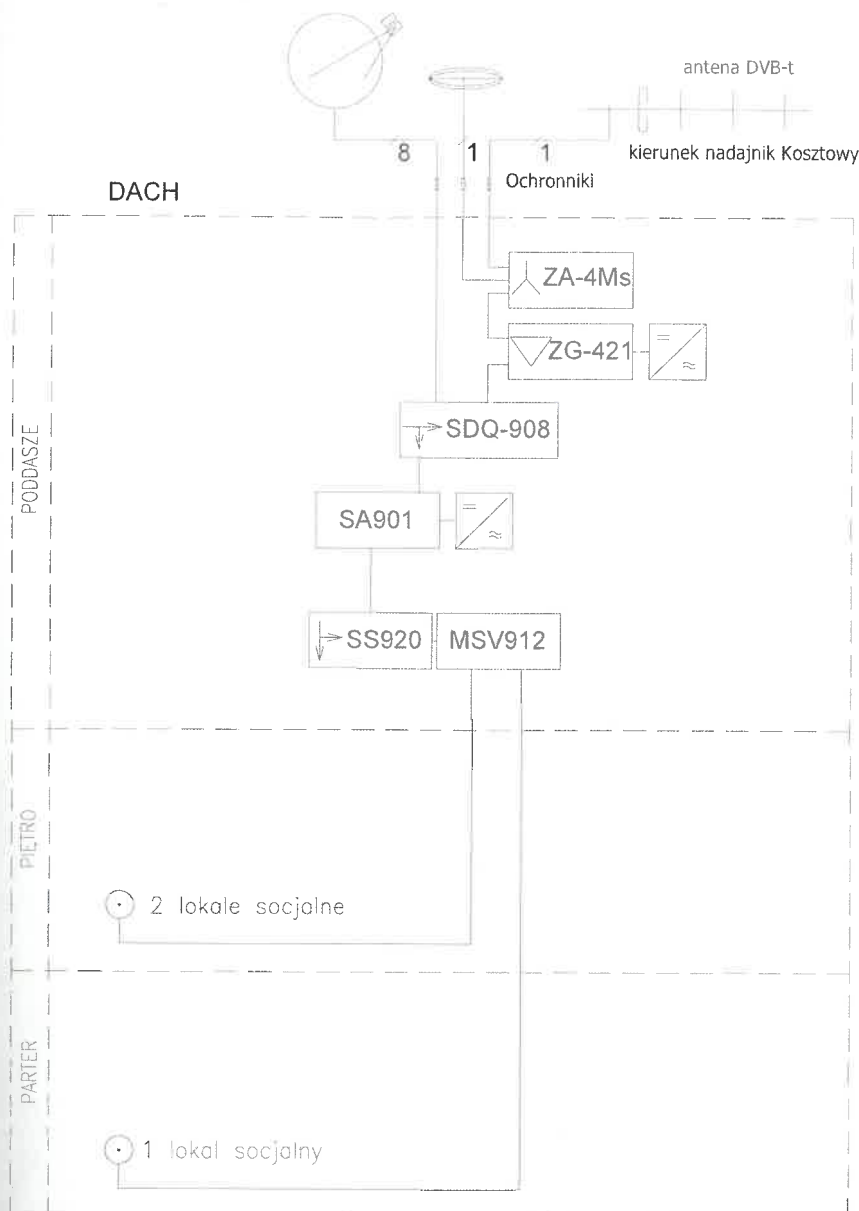 antena DVB-t
8
1
1
kierunek nadajnik Kosztowy
Ochronniki
DACH
ZA-4Ms
ZG-421
SDQ-908
SA901
SS920
MSV912
PODDASZE
PIĘTRO
2 lokale socjalne
PARTER
1 lokal socjalny